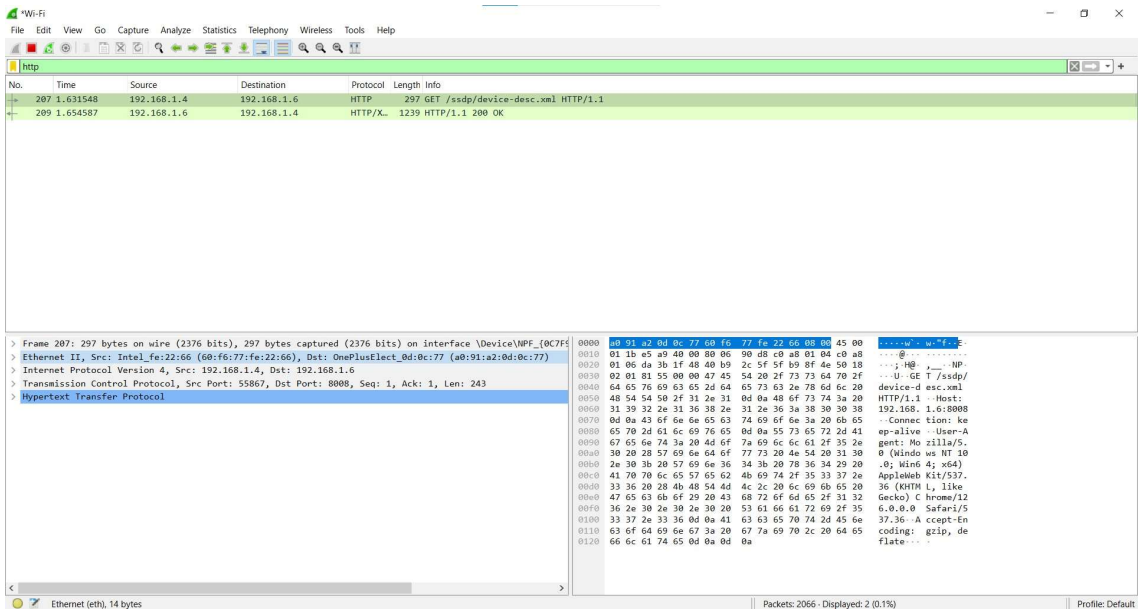 *Wi-Fi
File Edit View Go Capture Analyze Statistics Telephony Wireless Tools Help
http
No. Time Source Destination Protocol Length Info
207 1.631548 192.168.1.4 192.168.1.6 HTTP 297 GET /ssdp/device-desc.xml HTTP/1.1
209 1.654587 192.168.1.6 192.168.1.4 HTTP/X… 1239 HTTP/1.1 200 OK
> Frame 207: 297 bytes on wire (2376 bits), 297 bytes captured (2376 bits) on interface \Device\NPF_{0C7F9
> Ethernet II, Src: Intel_fe:22:66 (60:f6:77:fe:22:66), Dst: OnePlusElect_0d:0c:77 (a0:91:a2:0d:0c:77)
> Internet Protocol Version 4, Src: 192.168.1.4, Dst: 192.168.1.6
> Transmission Control Protocol, Src Port: 55867, Dst Port: 8008, Seq: 1, Ack: 1, Len: 243
> Hypertext Transfer Protocol
0000 a0 91 a2 0d 0c 77 60 f6 77 fe 22 66 08 00 45 00 ·····w`· w·"f··E·
0010 01 1b e5 a9 40 00 80 06 90 d8 c0 a8 01 04 c0 a8 ····@··· ········
0020 01 06 da 3b 1f 48 40 b9 2c 5f 5f b9 8f 4e 50 18 ···;·H@· ,__··NP·
0030 02 01 81 55 00 00 47 45 54 20 2f 73 73 64 70 2f ···U··GE T /ssdp/
0040 64 65 76 69 63 65 2d 64 65 73 63 2e 78 6d 6c 20 device-d esc.xml
0050 48 54 54 50 2f 31 2e 31 0d 0a 48 6f 73 74 3a 20 HTTP/1.1 ··Host:
0060 31 39 32 2e 31 36 38 2e 31 2e 36 3a 38 30 30 38 192.168. 1.6:8008
0070 0d 0a 43 6f 6e 6e 65 63 74 69 6f 6e 3a 20 6b 65 ··Connec tion: ke
0080 65 70 2d 61 6c 69 76 65 0d 0a 55 73 65 72 2d 41 ep-alive ··User-A
0090 67 65 6e 74 3a 20 4d 6f 7a 69 6c 6c 61 2f 35 2e gent: Mo zilla/5.
00a0 30 20 28 57 69 6e 64 6f 77 73 20 4e 54 20 31 30 0 (Windo ws NT 10
00b0 2e 30 3b 20 57 69 6e 36 34 3b 20 78 36 34 29 20 .0; Win6 4; x64)
00c0 41 70 70 6c 65 57 65 62 4b 69 74 2f 35 33 37 2e AppleWeb Kit/537.
00d0 33 36 20 28 4b 48 54 4d 4c 2c 20 6c 69 6b 65 20 36 (KHTM L, like
00e0 47 65 63 6b 6f 29 20 43 68 72 6f 6d 65 2f 31 32 Gecko) C hrome/12
00f0 36 2e 30 2e 30 2e 30 20 53 61 66 61 72 69 2f 35 6.0.0.0 Safari/5
0100 33 37 2e 33 36 0d 0a 41 63 63 65 70 74 2d 45 6e 37.36··A ccept-En
0110 63 6f 64 69 6e 67 3a 20 67 7a 69 70 2c 20 64 65 coding: gzip, de
0120 66 6c 61 74 65 0d 0a 0d 0a flate··· ·
Ethernet (eth), 14 bytes Packets: 2066 · Displayed: 2 (0.1%) Profile: Default